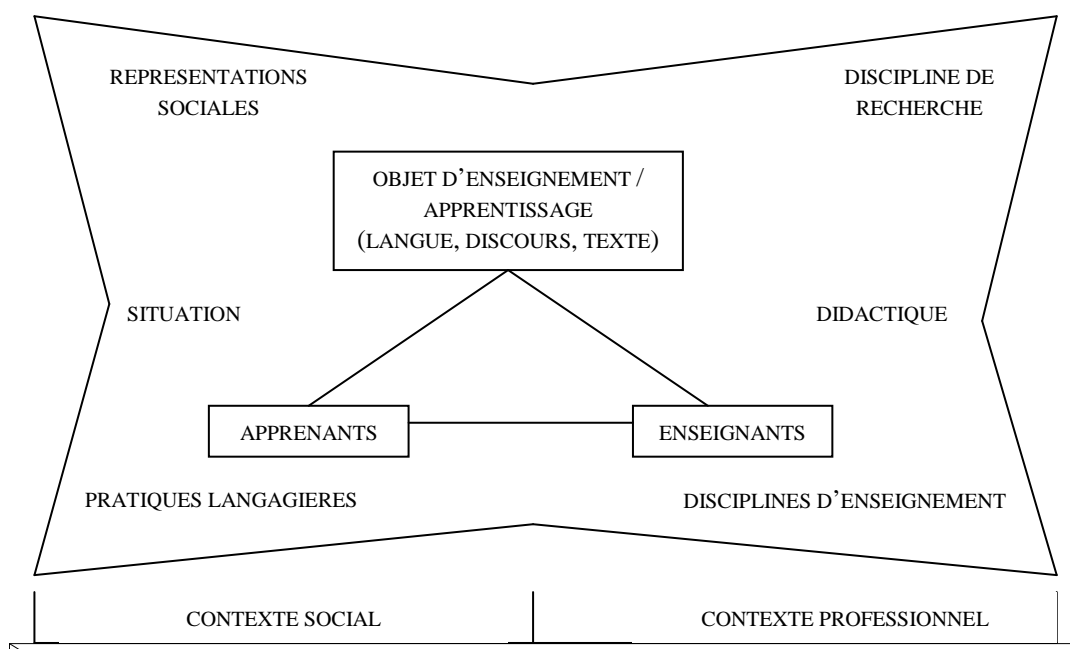 REPRESENTATIONS
SOCIALES
DISCIPLINE DE
RECHERCHE
OBJET D'ENSEIGNEMENT /
APPRENTISSAGE
(LANGUE, DISCOURS, TEXTE)
SITUATION
DIDACTIQUE
APPRENANTS
ENSEIGNANTS
PRATIQUES LANGAGIERES
DISCIPLINES D'ENSEIGNEMENT
CONTEXTE SOCIAL
CONTEXTE PROFESSIONNEL